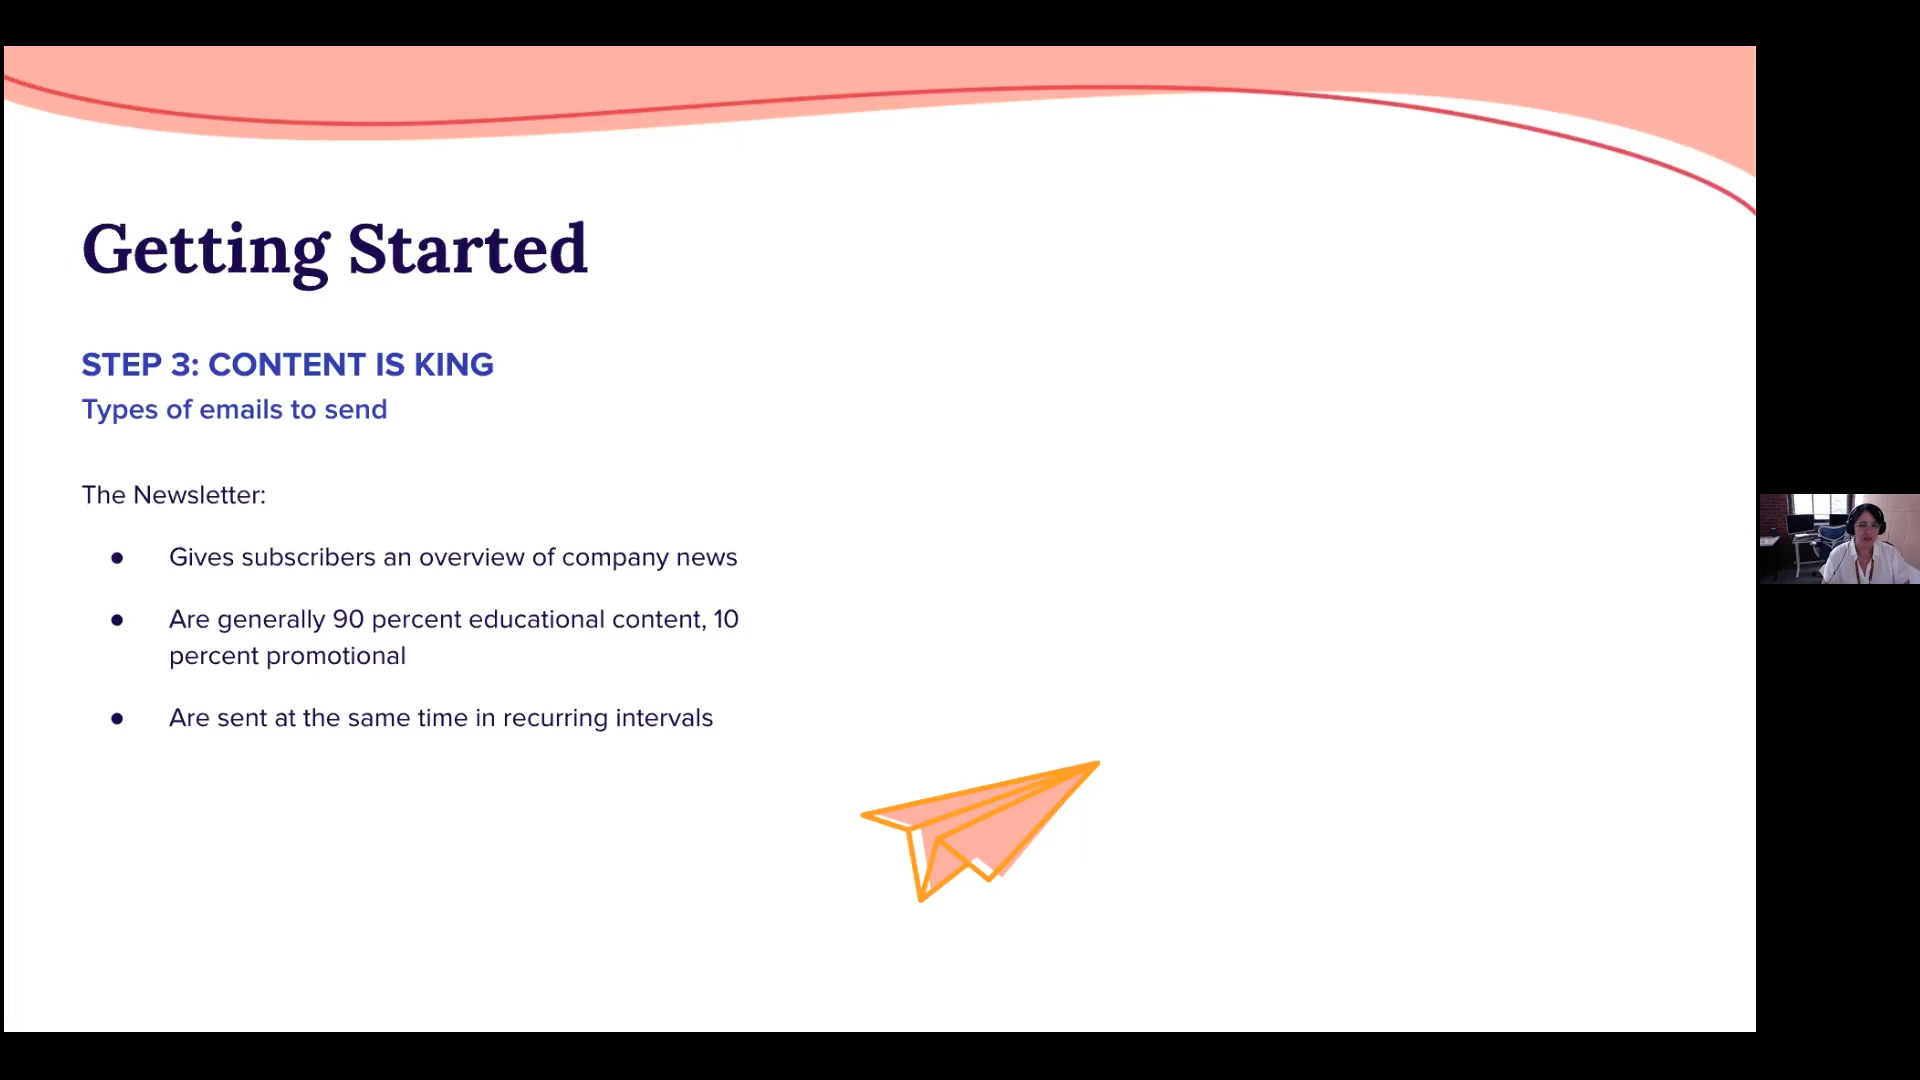 Getting Started
STEP 3: CONTENT IS KING
Types of emails to send
The Newsletter:
● Gives subscribers an overview of company news
● Are generally 90 percent educational content, 10
percent promotional
● Are sent at the same time in recurring intervals